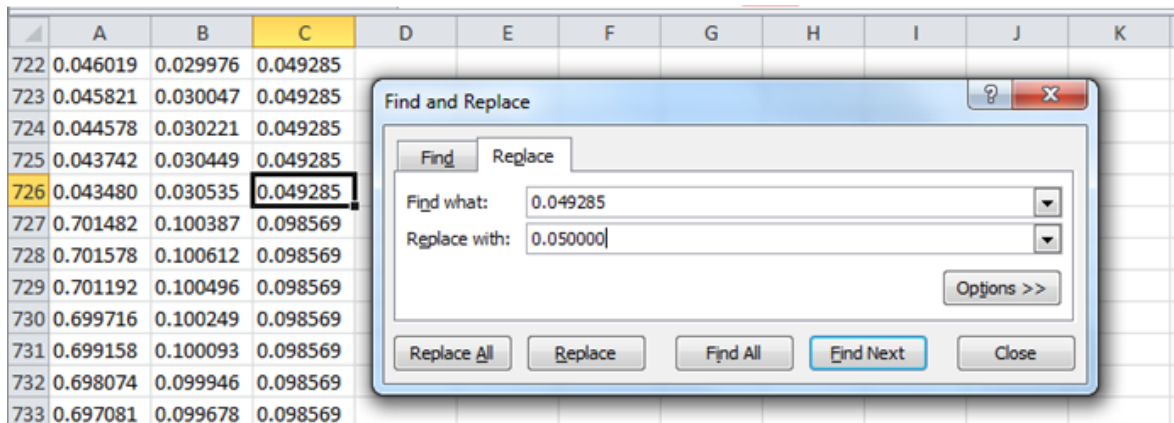 A B C D E F G H I J K
722 0.046019 0.029976 0.049285
723 0.045821 0.030047 0.049285
724 0.044578 0.030221 0.049285
725 0.043742 0.030449 0.049285
726 0.043480 0.030535 0.049285
727 0.701482 0.100387 0.098569
728 0.701578 0.100612 0.098569
729 0.701192 0.100496 0.098569
730 0.699716 0.100249 0.098569
731 0.699158 0.100093 0.098569
732 0.698074 0.099946 0.098569
733 0.697081 0.099678 0.098569
Find and Replace
Find Replace
Find what: 0.049285
Replace with: 0.050000
Options >>
Replace All Replace Find All Find Next Close